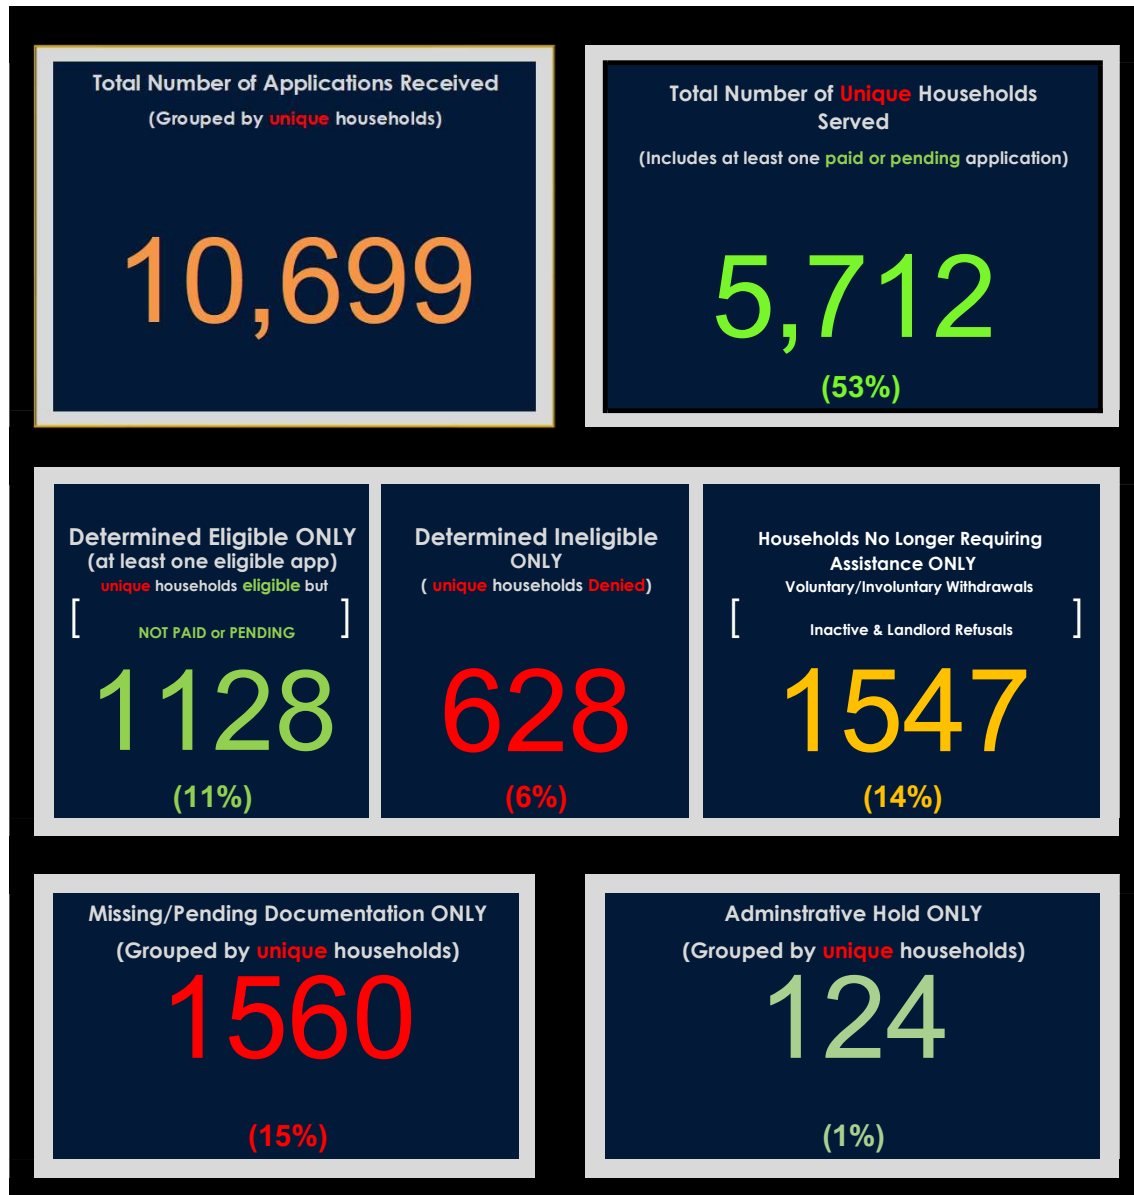 Total Number of Applications Received
(Grouped by unique households)
10,699
Total Number of Unique Households
Served
(Includes at least one paid or pending application)
5,712
(53%)
Determined Eligible ONLY
(at least one eligible app)
unique households eligible but
[ NOT PAID or PENDING ]
1128
(11%)
Determined Ineligible
ONLY
( unique households Denied)
628
(6%)
Households No Longer Requiring
Assistance ONLY
Voluntary/Involuntary Withdrawals
[ Inactive & Landlord Refusals ]
1547
(14%)
Missing/Pending Documentation ONLY
(Grouped by unique households)
1560
(15%)
Adminstrative Hold ONLY
(Grouped by unique households)
124
(1%)